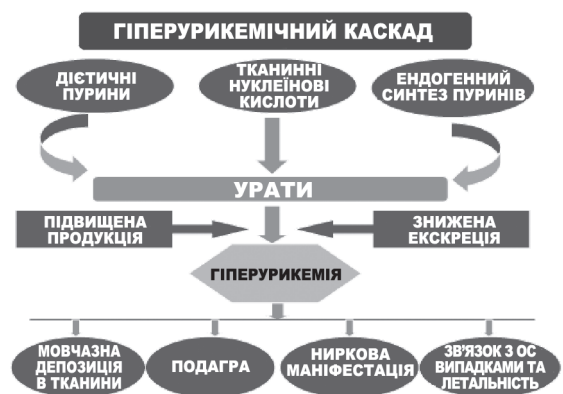 ГІПЕРУРИКЕМІЧНИЙ КАСКАД
ДІЄТИЧНІ
ПУРИНИ
ТКАНИННІ
НУКЛЕЇНОВІ
КИСЛОТИ
ЕНДОГЕННИЙ
СИНТЕЗ ПУРИНІВ
УРАТИ
ПІДВИЩЕНА
ПРОДУКЦІЯ
ЗНИЖЕНА
ЕКСКРЕЦІЯ
ГІПЕРУРИКЕМІЯ
МОВЧАЗНА
ДЕПОЗИЦІЯ
В ТКАНИНИ
ПОДАГРА
НИРКОВА
МАНІФЕСТАЦІЯ
ЗВ'ЯЗОК З ОС
ВИПАДКАМИ ТА
ЛЕТАЛЬНІСТЬ